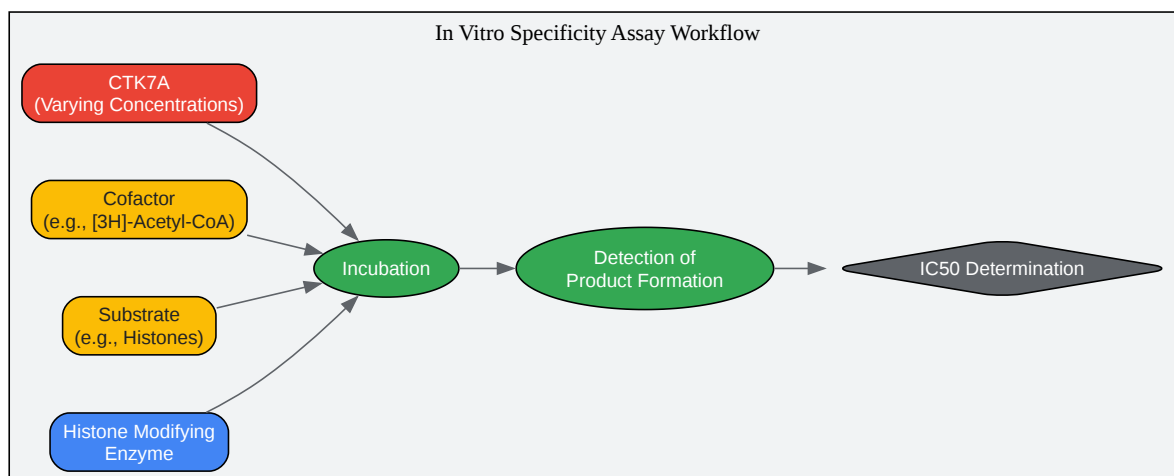 In Vitro Specificity Assay Workflow
CTK7A
(Varying Concentrations)
Cofactor
(e.g., [3H]-Acetyl-CoA)
Substrate
(e.g., Histones)
Histone Modifying
Enzyme
Incubation
Detection of
Product Formation
IC50 Determination